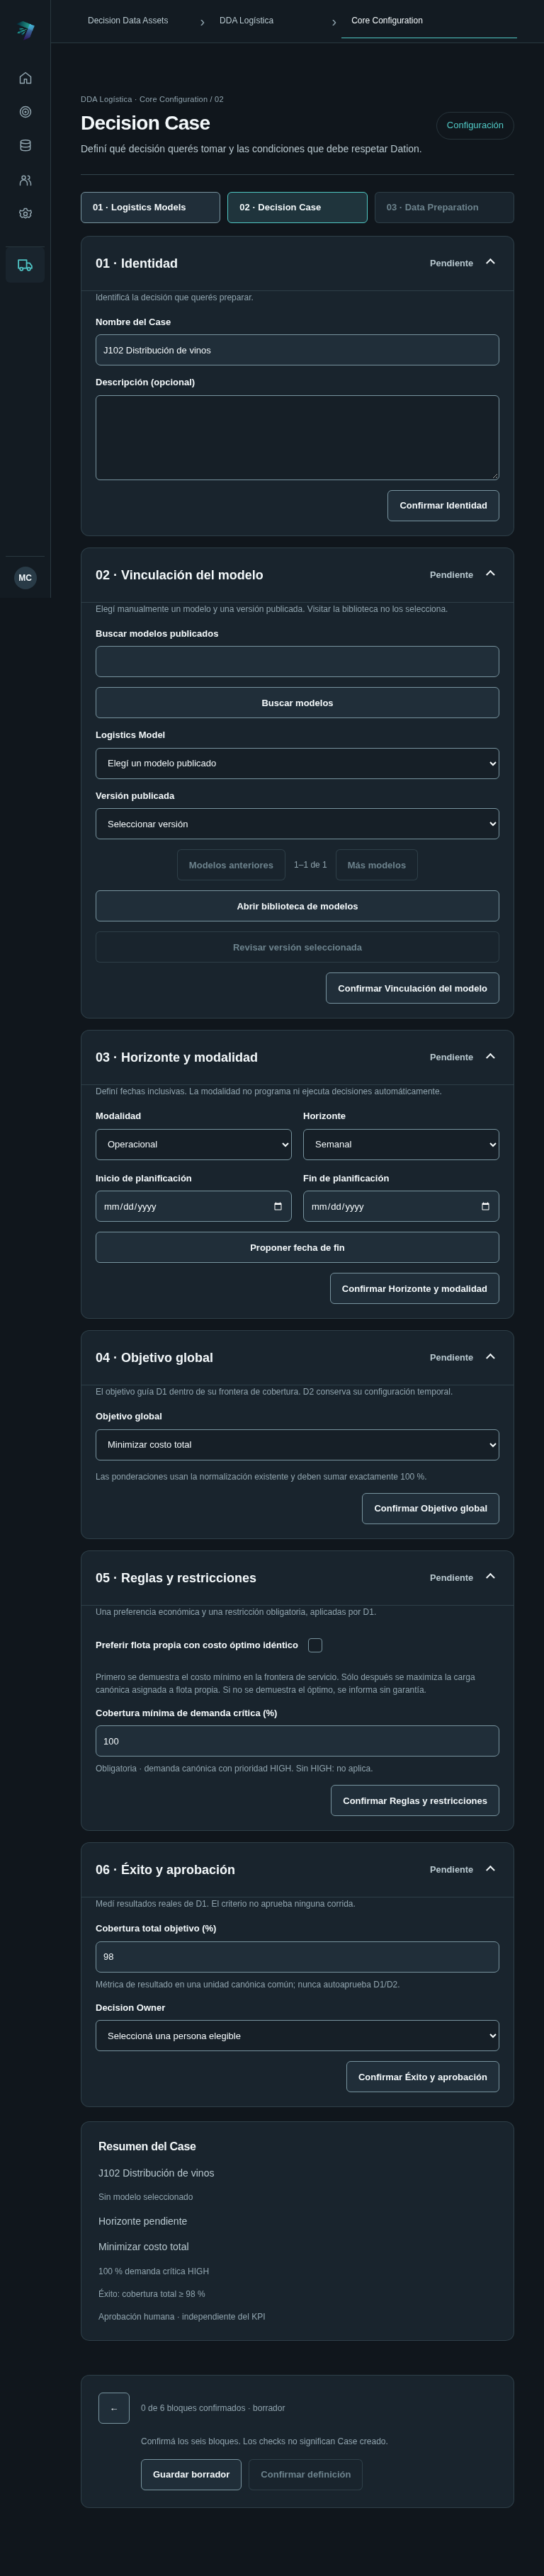 Decision Data Assets › DDA Logística › Core Configuration
DDA Logística · Core Configuration / 02
Decision Case
Configuración
Definí qué decisión querés tomar y las condiciones que debe respetar Dation.
01 · Logistics Models
02 · Decision Case
03 · Data Preparation
01 · Identidad
Pendiente
Identificá la decisión que querés preparar.
Nombre del Case
J102 Distribución de vinos
Descripción (opcional)
Confirmar Identidad
MC
02 · Vinculación del modelo
Pendiente
Elegí manualmente un modelo y una versión publicada. Visitar la biblioteca no los selecciona.
Buscar modelos publicados
Buscar modelos
Logistics Model
Elegí un modelo publicado
Versión publicada
Seleccionar versión
Modelos anteriores
1–1 de 1
Más modelos
Abrir biblioteca de modelos
Revisar versión seleccionada
Confirmar Vinculación del modelo
03 · Horizonte y modalidad
Pendiente
Definí fechas inclusivas. La modalidad no programa ni ejecuta decisiones automáticamente.
Modalidad
Horizonte
Operacional
Semanal
Inicio de planificación
Fin de planificación
mm/dd/yyyy
mm/dd/yyyy
Proponer fecha de fin
Confirmar Horizonte y modalidad
04 · Objetivo global
Pendiente
El objetivo guía D1 dentro de su frontera de cobertura. D2 conserva su configuración temporal.
Objetivo global
Minimizar costo total
Las ponderaciones usan la normalización existente y deben sumar exactamente 100 %.
Confirmar Objetivo global
05 · Reglas y restricciones
Pendiente
Una preferencia económica y una restricción obligatoria, aplicadas por D1.
Preferir flota propia con costo óptimo idéntico
Primero se demuestra el costo mínimo en la frontera de servicio. Sólo después se maximiza la carga
canónica asignada a flota propia. Si no se demuestra el óptimo, se informa sin garantía.
Cobertura mínima de demanda crítica (%)
100
Obligatoria · demanda canónica con prioridad HIGH. Sin HIGH: no aplica.
Confirmar Reglas y restricciones
06 · Éxito y aprobación
Pendiente
Medí resultados reales de D1. El criterio no aprueba ninguna corrida.
Cobertura total objetivo (%)
98
Métrica de resultado en una unidad canónica común; nunca autoaprueba D1/D2.
Decision Owner
Seleccioná una persona elegible
Confirmar Éxito y aprobación
Resumen del Case
J102 Distribución de vinos
Sin modelo seleccionado
Horizonte pendiente
Minimizar costo total
100 % demanda crítica HIGH
Éxito: cobertura total ≥ 98 %
Aprobación humana · independiente del KPI
←
0 de 6 bloques confirmados · borrador
Confirmá los seis bloques. Los checks no significan Case creado.
Guardar borrador
Confirmar definición